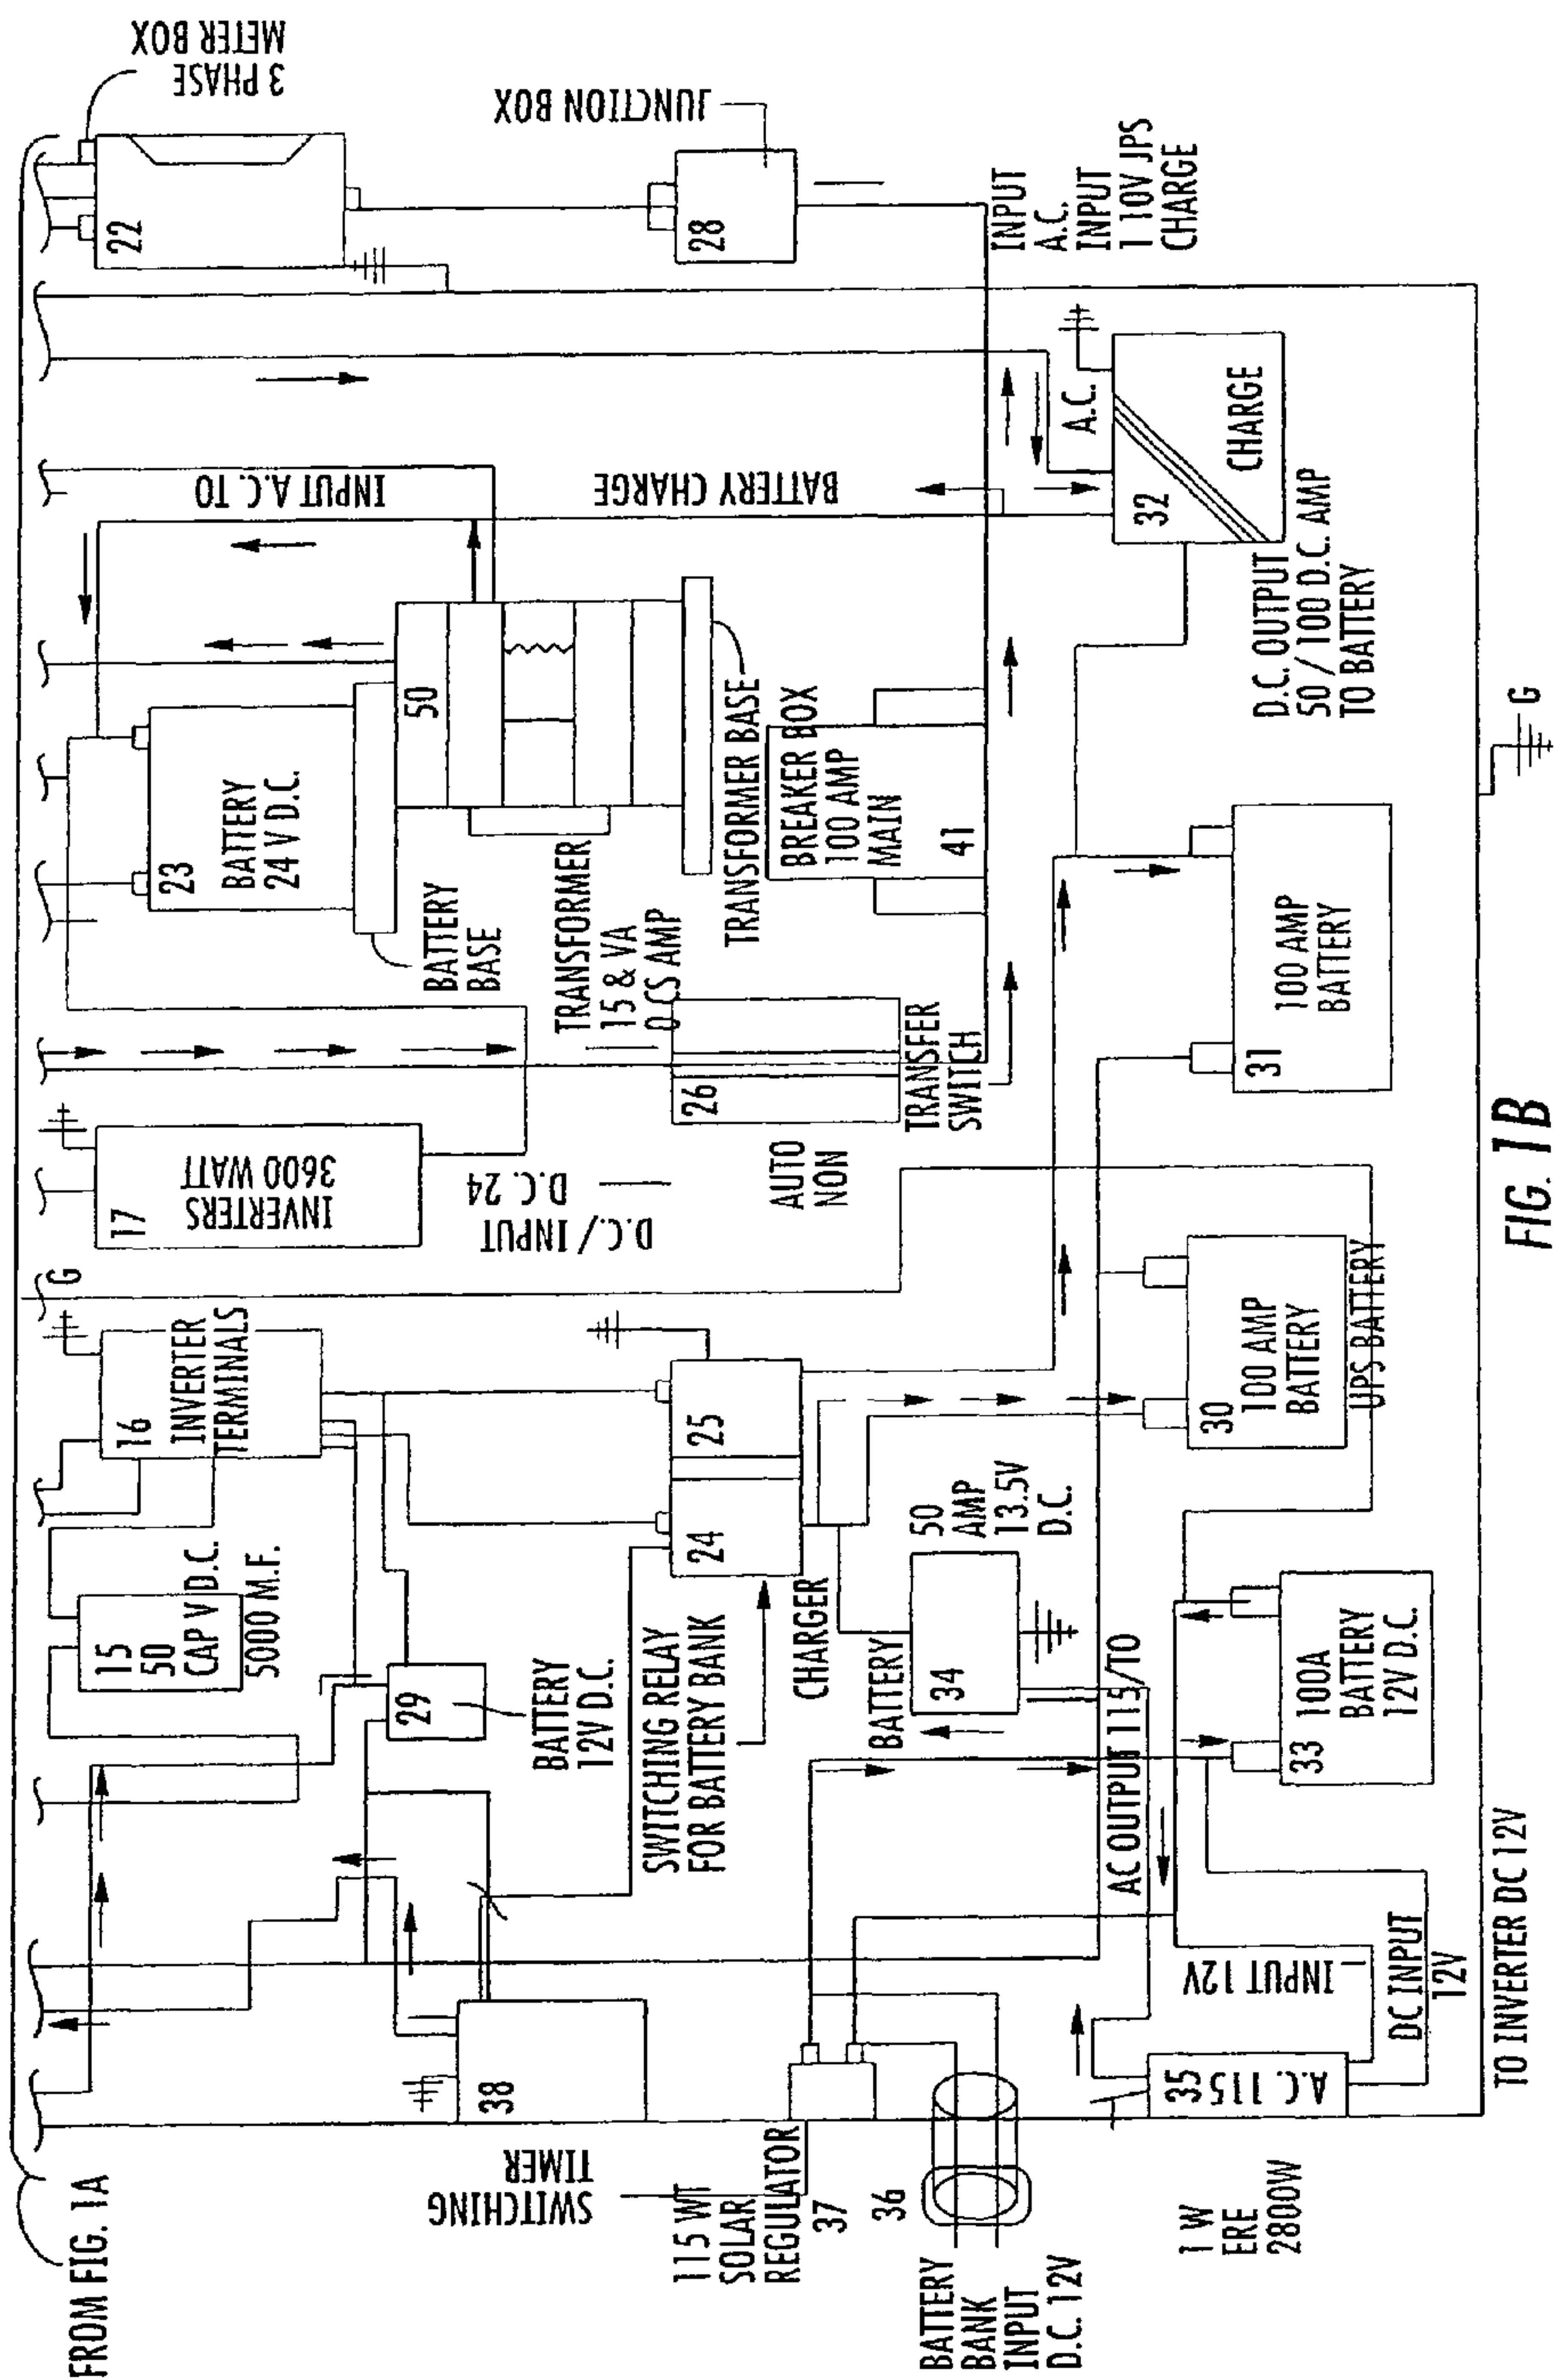 FROM FIG. 1A
3 PHASE
METER BOX
22
JUNCTION BOX
28
INPUT
A.C.
INPUT
110V JPS
CHARGE
INPUT A.C. TO
BATTERY CHARGE
A.C.
32
CHARGE
D.C. OUTPUT
50 / 100 D.C. AMP
TO BATTERY
23
BATTERY
24 V D.C.
BATTERY
BASE
50
TRANSFORMER
15 & VA
0 CS AMP
TRANSFORMER BASE
BREAKER BOX
100 AMP
MAIN
41
17
INVERTERS
3600 WATT
D.C./INPUT
D.C. 24
26
TRANSFER
SWITCH
AUTO
NON
31
100 AMP
BATTERY
G
G
16
INVERTER
TERMINALS
15
50
CAP V D.C.
5000 M.F.
29
BATTERY
12V D.C.
25
24
SWITCHING RELAY
FOR BATTERY BANK
CHARGER
BATTERY
34
50
AMP
13.5V
D.C.
30
100 AMP
BATTERY
UPS BATTERY
33
100A
BATTERY
12V D.C.
AC OUTPUT 115/TO
38
SWITCHING
TIMER
115 WT
SOLAR
REGULATOR
37
36
BATTERY
BANK
INPUT
D.C. 12V
35
A.C. 115
INPUT 12V
DC INPUT
12V
1 W
ERE
2800W
TO INVERTER DC 12V
FIG. 1B